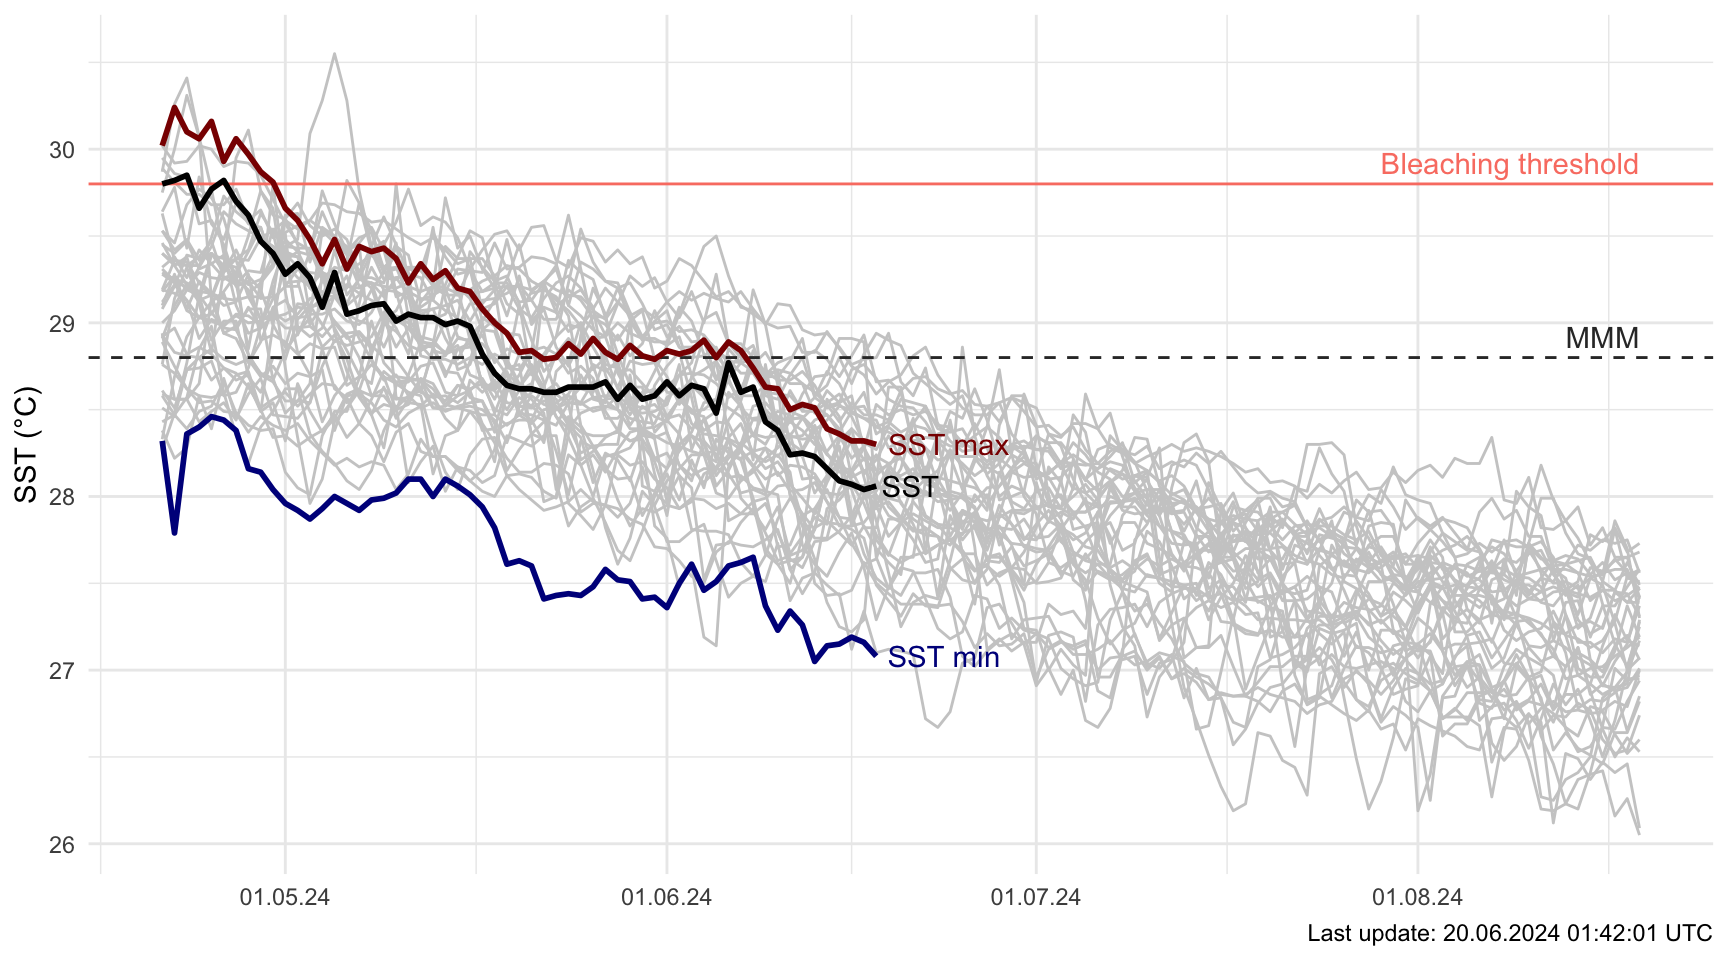 30
29
28
27
26
SST (°C)
Bleaching threshold
MMM
SST max
SST
SST min
01.05.24
01.06.24
01.07.24
01.08.24
Last update: 20.06.2024 01:42:01 UTC